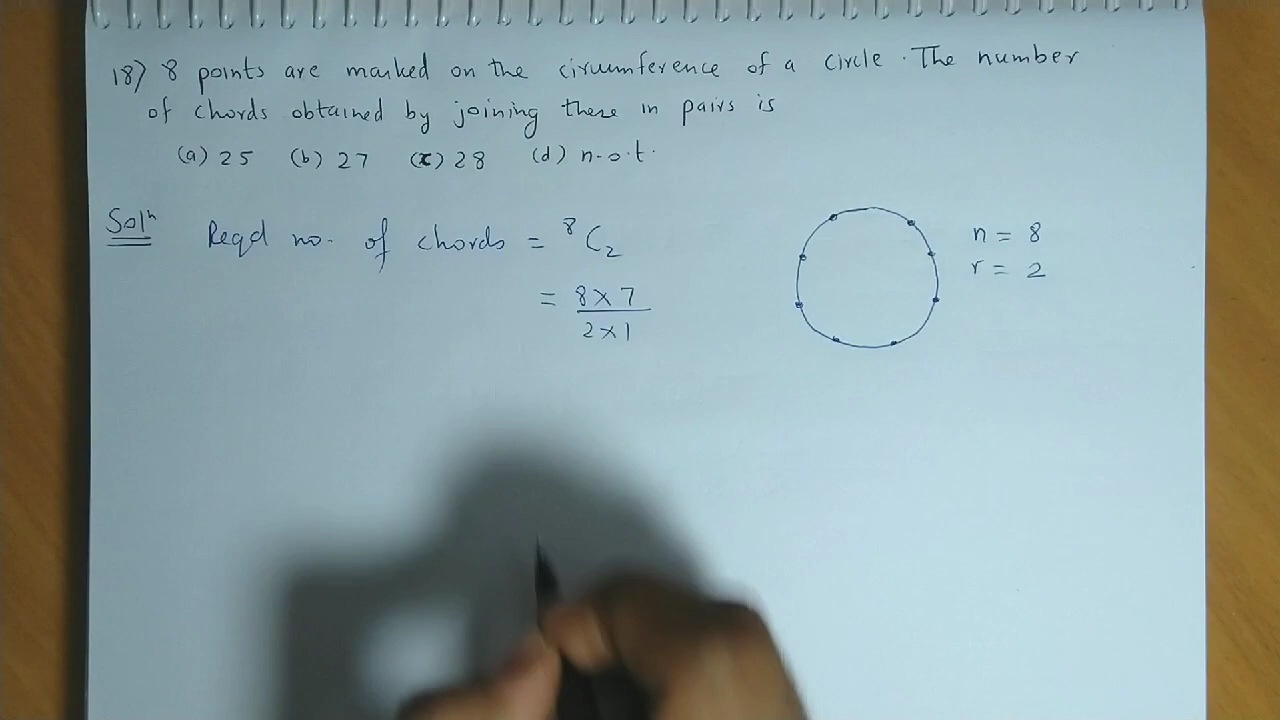 18) 8 points are marked on the circumference of a circle. The number
of chords obtained by joining these in pairs is
(a) 25 (b) 27 (c) 28 (d) n.o.t.
Solⁿ Reqd no. of chords = ⁸C₂
= 8×7
2×1
n = 8
r = 2